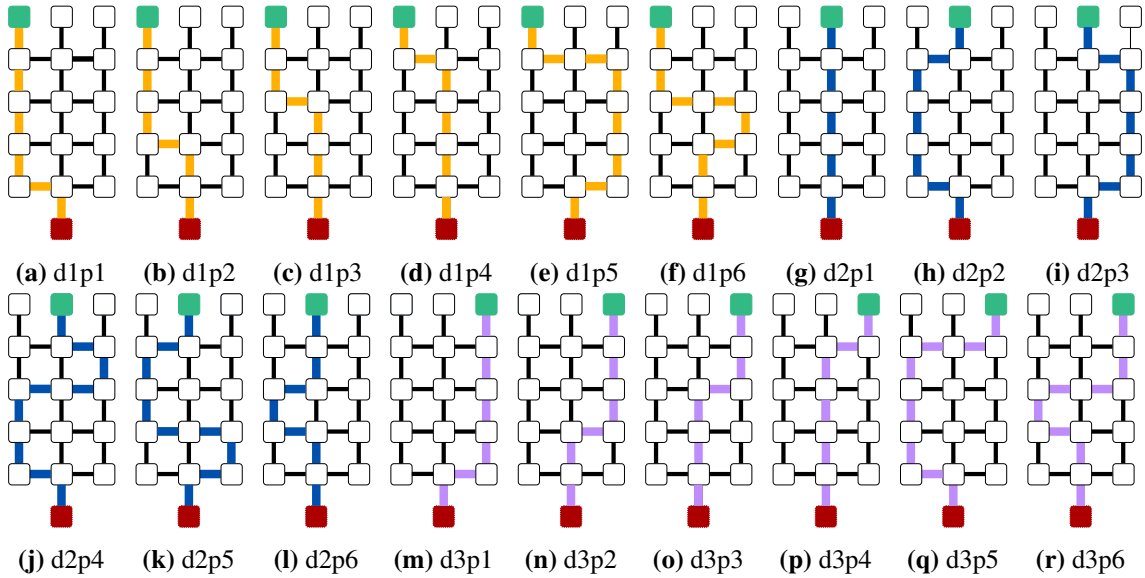 (a) d1p1 (b) d1p2 (c) d1p3 (d) d1p4 (e) d1p5 (f) d1p6 (g) d2p1 (h) d2p2 (i) d2p3
(j) d2p4 (k) d2p5 (l) d2p6 (m) d3p1 (n) d3p2 (o) d3p3 (p) d3p4 (q) d3p5 (r) d3p6